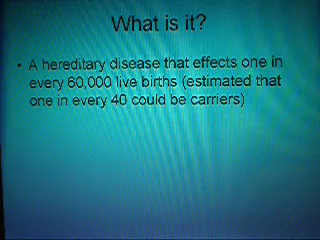 What is it?
• A hereditary disease that effects one in
every 60,000 live births (estimated that
one in every 40 could be carriers)